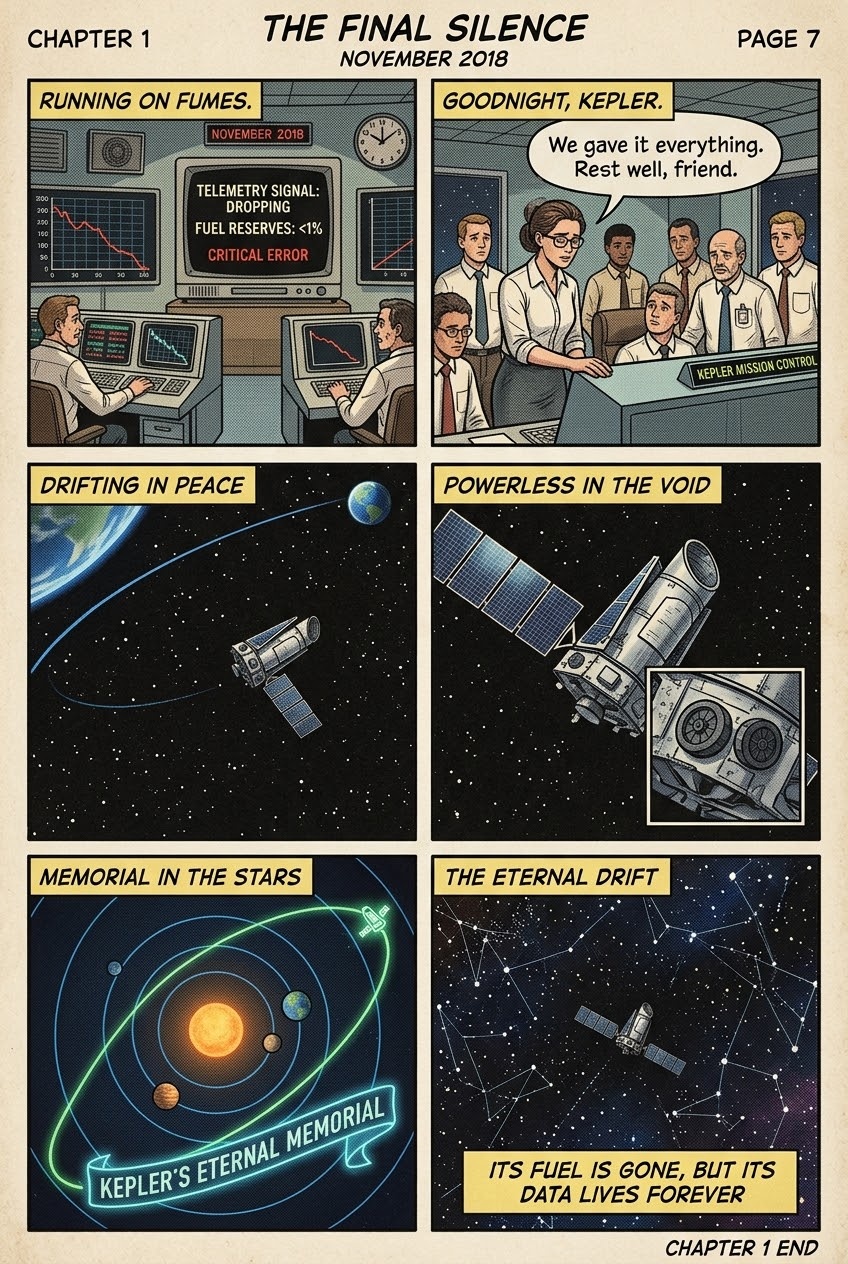 CHAPTER 1
THE FINAL SILENCE
NOVEMBER 2018
PAGE 7
RUNNING ON FUMES.
NOVEMBER 2018
TELEMETRY SIGNAL:
DROPPING
FUEL RESERVES: <1%
CRITICAL ERROR
GOODNIGHT, KEPLER.
We gave it everything.
Rest well, friend.
KEPLER MISSION CONTROL
DRIFTING IN PEACE
POWERLESS IN THE VOID
MEMORIAL IN THE STARS
KEPLER'S ETERNAL MEMORIAL
THE ETERNAL DRIFT
ITS FUEL IS GONE, BUT ITS
DATA LIVES FOREVER
CHAPTER 1 END